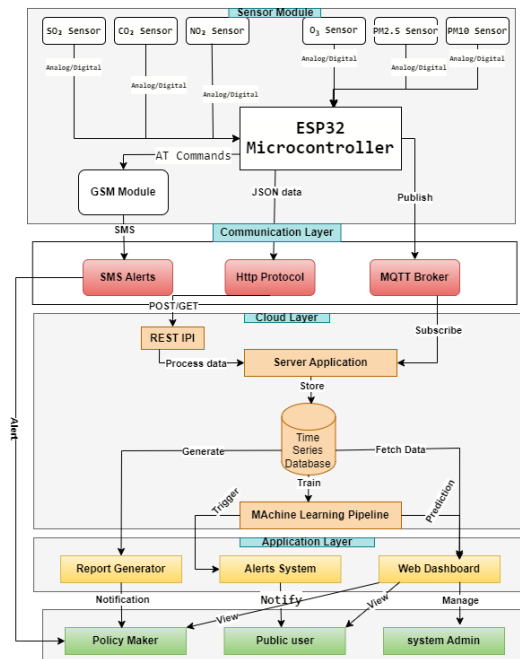 Sensor Module
SO₂ Sensor
CO₂ Sensor
NO₂ Sensor
O₃ Sensor
PM2.5 Sensor
PM10 Sensor
Analog/Digital
Analog/Digital
Analog/Digital
Analog/Digital
Analog/Digital
Analog/Digital
ESP32
Microcontroller
AT Commands
GSM Module
JSON data
Publish
SMS
Communication Layer
SMS Alerts
Http Protocol
MQTT Broker
POST/GET
Cloud Layer
REST IPI
Subscribe
Process data
Server Application
Store
Time
Series
Database
Generate
Fetch Data
Alert
Train
Trigger
MAchine Learning Pipeline
Prediction
Application Layer
Report Generator
Alerts System
Web Dashboard
Notification
Notify
Manage
View
View
Policy Maker
Public user
system Admin